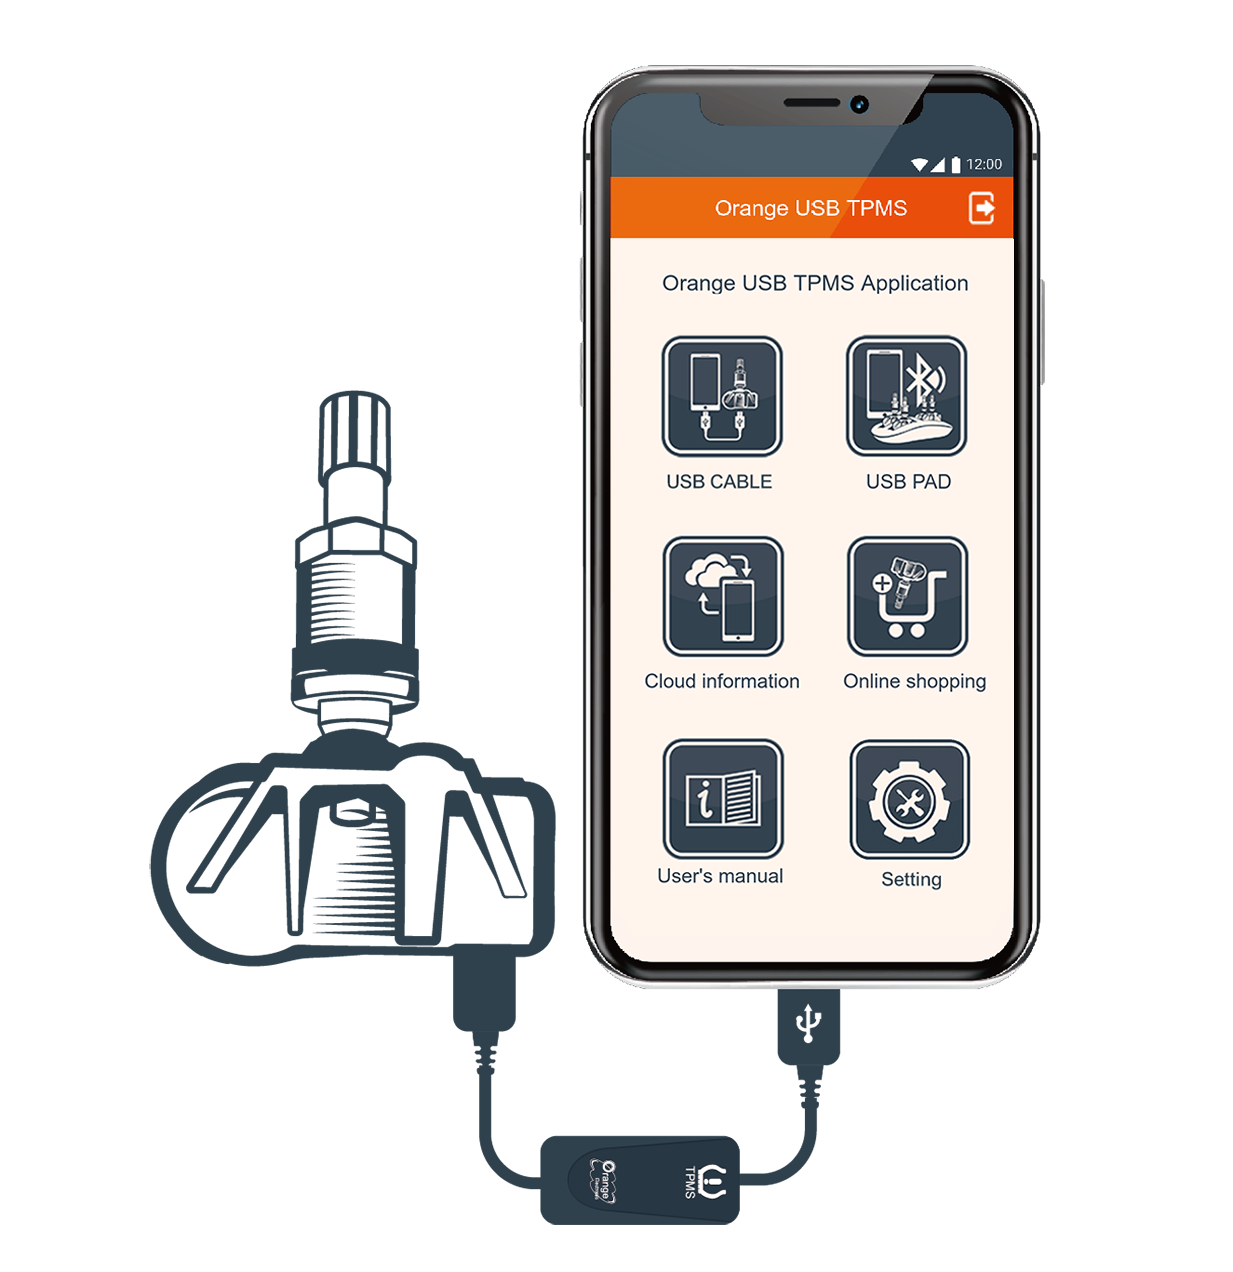 12:00
Orange USB TPMS
Orange USB TPMS Application
USB CABLE
USB PAD
Cloud information
Online shopping
User's manual
Setting
Orange
TPMS